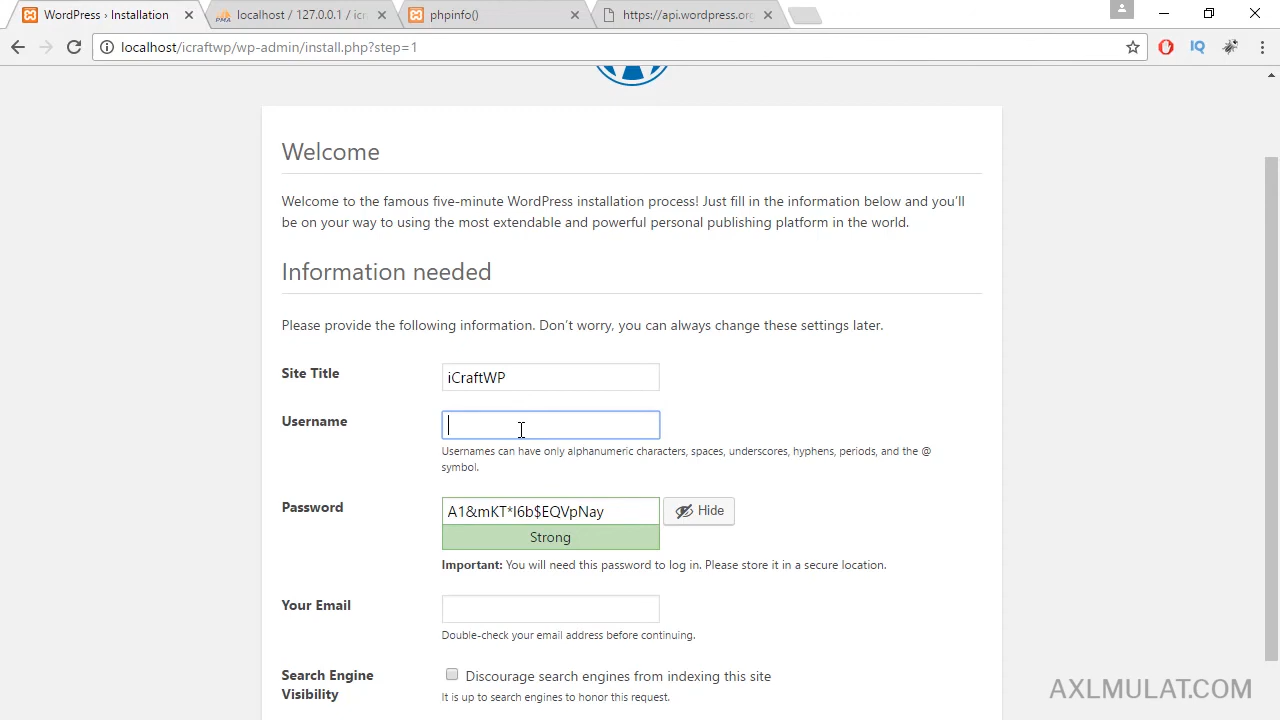 WordPress › Installation
localhost / 127.0.0.1 / icr
phpinfo()
https://api.wordpress.org
localhost/icraftwp/wp-admin/install.php?step=1
IQ
Welcome
Welcome to the famous five-minute WordPress installation process! Just fill in the information below and you’ll
be on your way to using the most extendable and powerful personal publishing platform in the world.
Information needed
Please provide the following information. Don’t worry, you can always change these settings later.
Site Title
iCraftWP
Username
Usernames can have only alphanumeric characters, spaces, underscores, hyphens, periods, and the @
symbol.
Password
A1&mKT*l6b$EQVpNay
Hide
Strong
Important: You will need this password to log in. Please store it in a secure location.
Your Email
Double-check your email address before continuing.
Search Engine
Visibility
Discourage search engines from indexing this site
It is up to search engines to honor this request.
AXLMULAT.COM